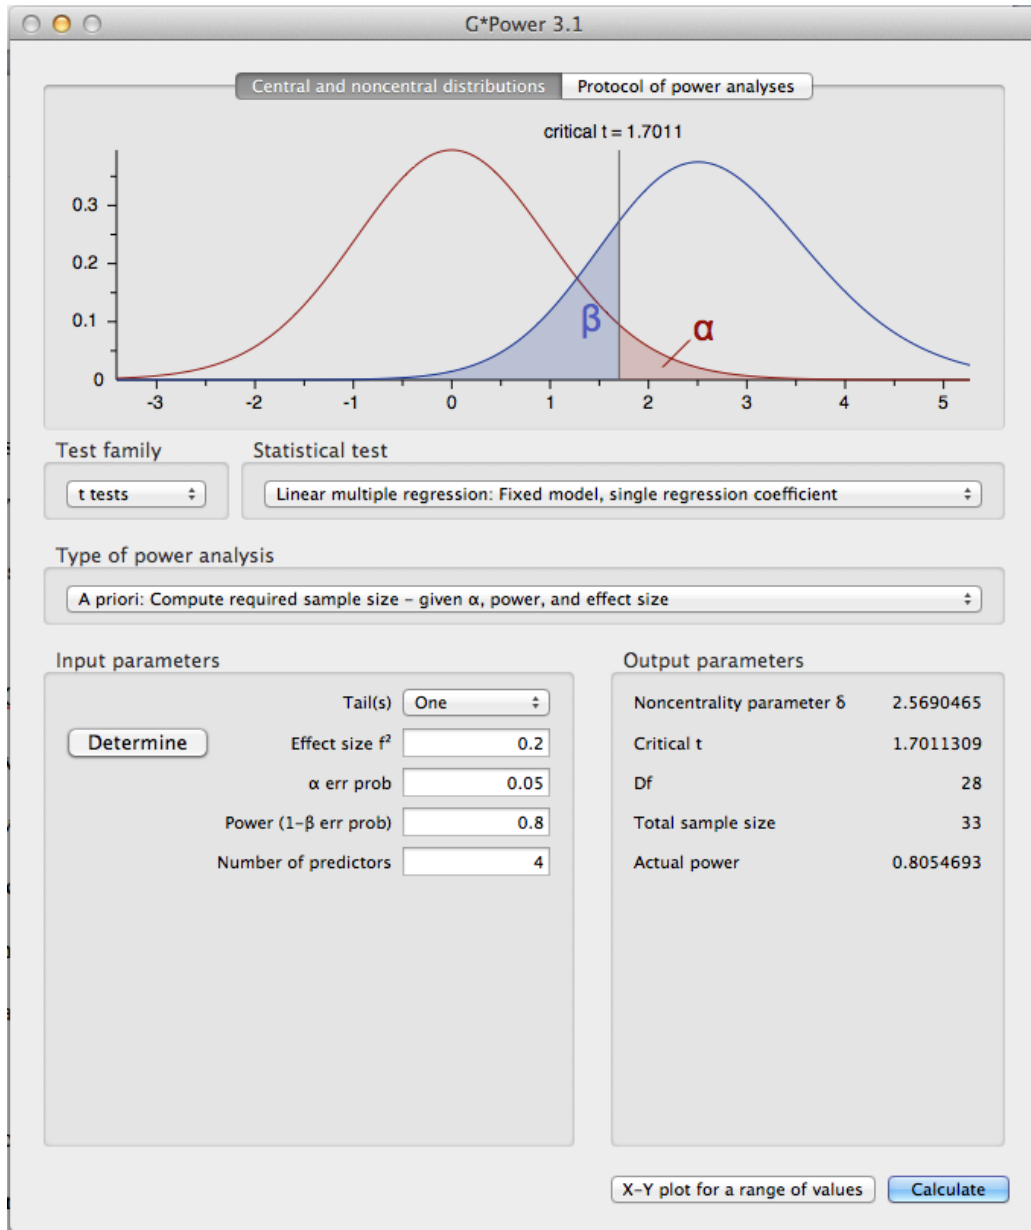 G*Power 3.1
Central and noncentral distributions Protocol of power analyses
critical t = 1.7011
0.3
0.2
0.1
0
β
α
-3 -2 -1 0 1 2 3 4 5
Test family Statistical test
t tests Linear multiple regression: Fixed model, single regression coefficient
Type of power analysis
A priori: Compute required sample size – given α, power, and effect size
Input parameters
Tail(s) One
Determine Effect size f² 0.2
α err prob 0.05
Power (1-β err prob) 0.8
Number of predictors 4
Output parameters
Noncentrality parameter δ 2.5690465
Critical t 1.7011309
Df 28
Total sample size 33
Actual power 0.8054693
X-Y plot for a range of values Calculate